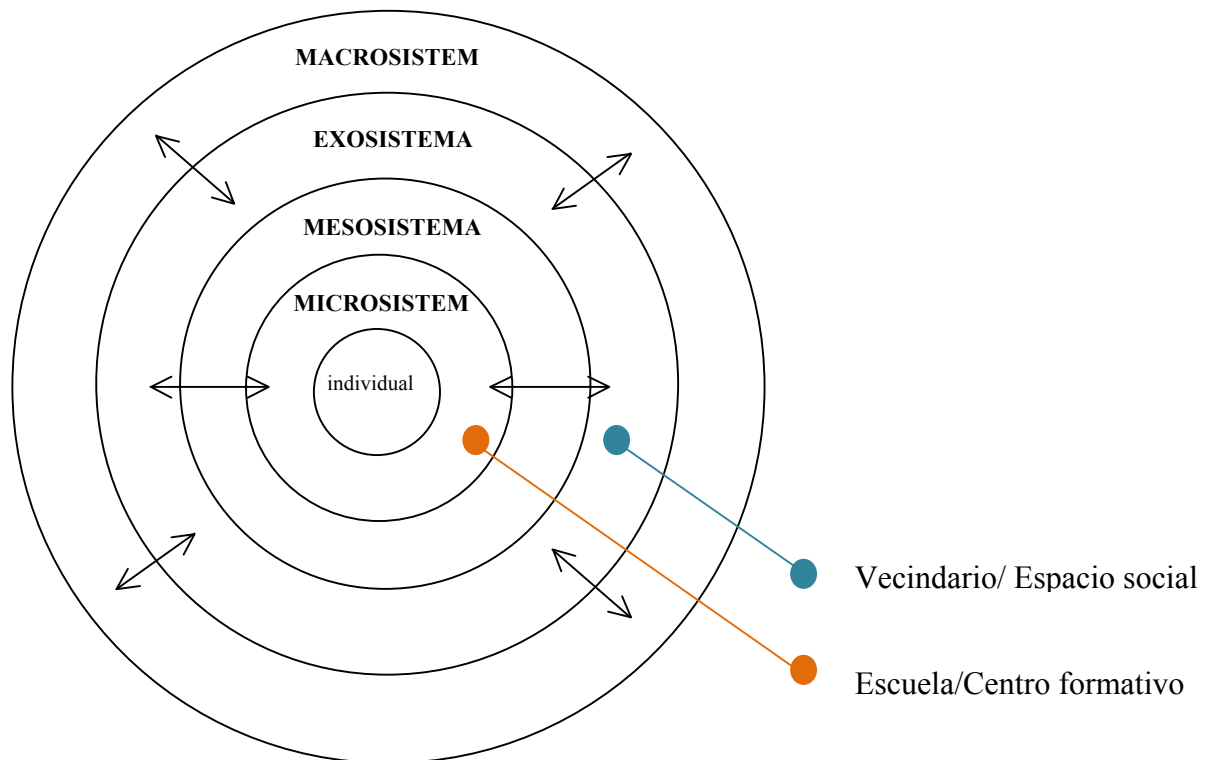 MACROSISTEM
EXOSISTEMA
MESOSISTEMA
MICROSISTEM
individual
Vecindario/ Espacio social
Escuela/Centro formativo